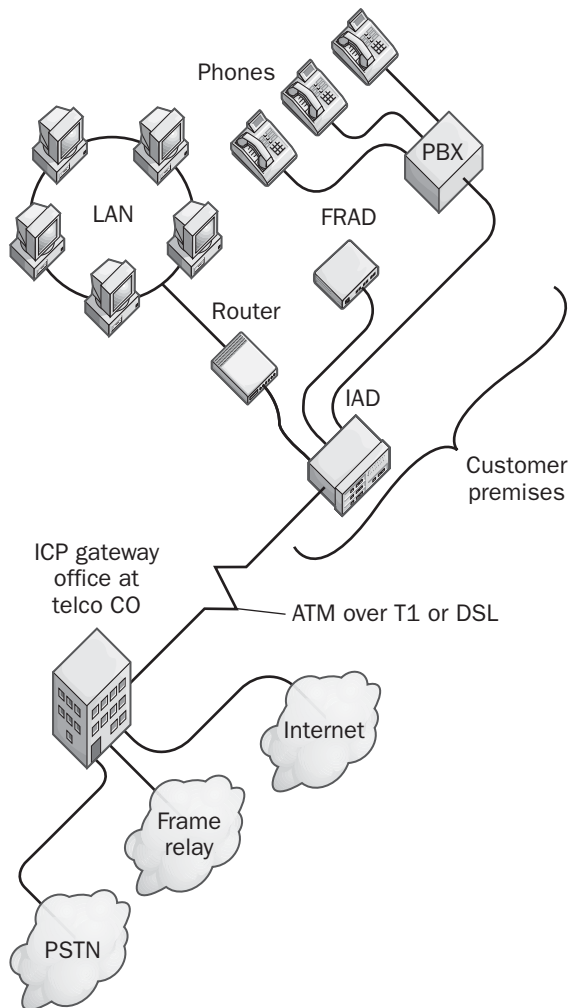 Phones
PBX
LAN
FRAD
Router
IAD
Customer
premises
ICP gateway
office at
telco CO
ATM over T1 or DSL
Internet
Frame
relay
PSTN